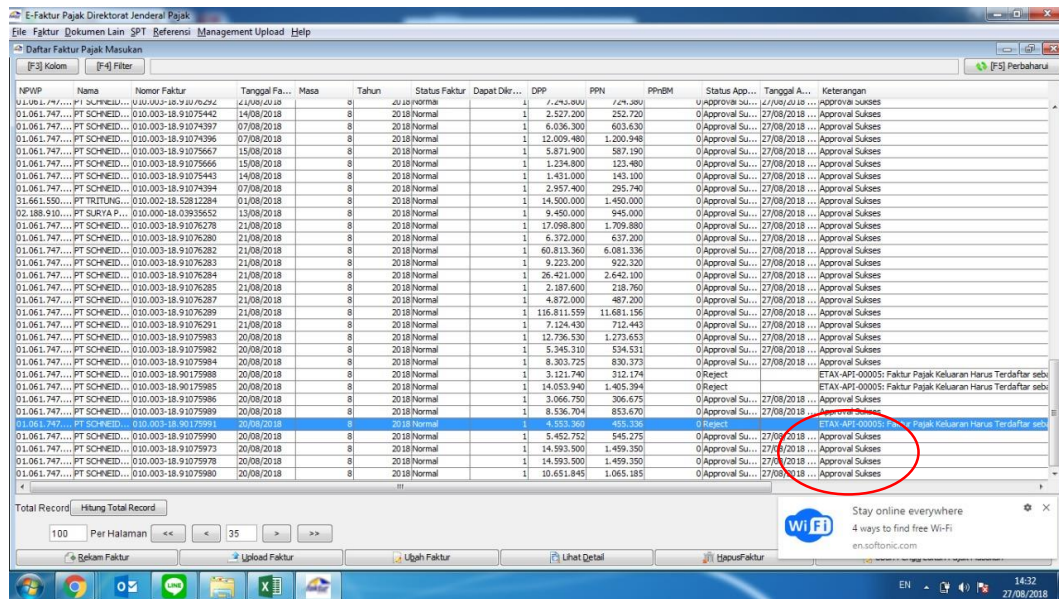 E-Faktur Pajak Direktorat Jenderal Pajak
File Faktur Dokumen Lain SPT Referensi Management Upload Help
Daftar Faktur Pajak Masukan
[F3] Kolom [F4] Filter [F5] Perbaharui
NPWP Nama Nomor Faktur Tanggal Fa... Masa Tahun Status Faktur Dapat Dikr... DPP PPN PPnBM Status App... Tanggal A... Keterangan
01.061.747.... PT SCHNEID... 010.003-18.91076292 21/08/2018 8 2018 Normal 1 7.243.800 724.380 0 Approval Su... 27/08/2018 ... Approval Sukses
01.061.747.... PT SCHNEID... 010.003-18.91075442 14/08/2018 8 2018 Normal 1 2.527.200 252.720 0 Approval Su... 27/08/2018 ... Approval Sukses
01.061.747.... PT SCHNEID... 010.003-18.91074397 07/08/2018 8 2018 Normal 1 6.036.300 603.630 0 Approval Su... 27/08/2018 ... Approval Sukses
01.061.747.... PT SCHNEID... 010.003-18.91074396 07/08/2018 8 2018 Normal 1 12.009.480 1.200.948 0 Approval Su... 27/08/2018 ... Approval Sukses
01.061.747.... PT SCHNEID... 010.003-18.91075667 15/08/2018 8 2018 Normal 1 5.871.900 587.190 0 Approval Su... 27/08/2018 ... Approval Sukses
01.061.747.... PT SCHNEID... 010.003-18.91075666 15/08/2018 8 2018 Normal 1 1.234.800 123.480 0 Approval Su... 27/08/2018 ... Approval Sukses
01.061.747.... PT SCHNEID... 010.003-18.91075443 14/08/2018 8 2018 Normal 1 1.431.000 143.100 0 Approval Su... 27/08/2018 ... Approval Sukses
01.061.747.... PT SCHNEID... 010.003-18.91074394 07/08/2018 8 2018 Normal 1 2.957.400 295.740 0 Approval Su... 27/08/2018 ... Approval Sukses
31.661.550.... PT TRITUNG... 010.002-18.52812284 01/08/2018 8 2018 Normal 1 14.500.000 1.450.000 0 Approval Su... 27/08/2018 ... Approval Sukses
02.188.910.... PT SURYA P... 010.000-18.03935652 13/08/2018 8 2018 Normal 1 9.450.000 945.000 0 Approval Su... 27/08/2018 ... Approval Sukses
01.061.747.... PT SCHNEID... 010.003-18.91076278 21/08/2018 8 2018 Normal 1 17.098.800 1.709.880 0 Approval Su... 27/08/2018 ... Approval Sukses
01.061.747.... PT SCHNEID... 010.003-18.91076280 21/08/2018 8 2018 Normal 1 6.372.000 637.200 0 Approval Su... 27/08/2018 ... Approval Sukses
01.061.747.... PT SCHNEID... 010.003-18.91076282 21/08/2018 8 2018 Normal 1 60.813.360 6.081.336 0 Approval Su... 27/08/2018 ... Approval Sukses
01.061.747.... PT SCHNEID... 010.003-18.91076283 21/08/2018 8 2018 Normal 1 9.223.200 922.320 0 Approval Su... 27/08/2018 ... Approval Sukses
01.061.747.... PT SCHNEID... 010.003-18.91076284 21/08/2018 8 2018 Normal 1 26.421.000 2.642.100 0 Approval Su... 27/08/2018 ... Approval Sukses
01.061.747.... PT SCHNEID... 010.003-18.91076285 21/08/2018 8 2018 Normal 1 2.187.600 218.760 0 Approval Su... 27/08/2018 ... Approval Sukses
01.061.747.... PT SCHNEID... 010.003-18.91076287 21/08/2018 8 2018 Normal 1 4.872.000 487.200 0 Approval Su... 27/08/2018 ... Approval Sukses
01.061.747.... PT SCHNEID... 010.003-18.91076289 21/08/2018 8 2018 Normal 1 116.811.559 11.681.156 0 Approval Su... 27/08/2018 ... Approval Sukses
01.061.747.... PT SCHNEID... 010.003-18.91076291 21/08/2018 8 2018 Normal 1 7.124.430 712.443 0 Approval Su... 27/08/2018 ... Approval Sukses
01.061.747.... PT SCHNEID... 010.003-18.91075983 20/08/2018 8 2018 Normal 1 12.736.530 1.273.653 0 Approval Su... 27/08/2018 ... Approval Sukses
01.061.747.... PT SCHNEID... 010.003-18.91075982 20/08/2018 8 2018 Normal 1 5.345.310 534.531 0 Approval Su... 27/08/2018 ... Approval Sukses
01.061.747.... PT SCHNEID... 010.003-18.91075984 20/08/2018 8 2018 Normal 1 8.303.725 830.373 0 Approval Su... 27/08/2018 ... Approval Sukses
01.061.747.... PT SCHNEID... 010.003-18.90175988 20/08/2018 8 2018 Normal 1 3.121.740 312.174 0 Reject ETAX-API-00005: Faktur Pajak Keluaran Harus Terdaftar seba
01.061.747.... PT SCHNEID... 010.003-18.90175985 20/08/2018 8 2018 Normal 1 14.053.940 1.405.394 0 Reject ETAX-API-00005: Faktur Pajak Keluaran Harus Terdaftar seba
01.061.747.... PT SCHNEID... 010.003-18.91075986 20/08/2018 8 2018 Normal 1 3.066.750 306.675 0 Approval Su... 27/08/2018 ... Approval Sukses
01.061.747.... PT SCHNEID... 010.003-18.91075989 20/08/2018 8 2018 Normal 1 8.536.704 853.670 0 Approval Su... 27/08/2018 ... Approval Sukses
01.061.747.... PT SCHNEID... 010.003-18.90175991 20/08/2018 8 2018 Normal 1 4.553.360 455.336 0 Reject ETAX-API-00005: Faktur Pajak Keluaran Harus Terdaftar seba
01.061.747.... PT SCHNEID... 010.003-18.91075990 20/08/2018 8 2018 Normal 1 5.452.752 545.275 0 Approval Su... 27/08/2018 ... Approval Sukses
01.061.747.... PT SCHNEID... 010.003-18.91075973 20/08/2018 8 2018 Normal 1 14.593.500 1.459.350 0 Approval Su... 27/08/2018 ... Approval Sukses
01.061.747.... PT SCHNEID... 010.003-18.91075978 20/08/2018 8 2018 Normal 1 14.593.500 1.459.350 0 Approval Su... 27/08/2018 ... Approval Sukses
01.061.747.... PT SCHNEID... 010.003-18.91075980 20/08/2018 8 2018 Normal 1 10.651.845 1.065.185 0 Approval Su... 27/08/2018 ... Approval Sukses
Total Record Hitung Total Record
100 Per Halaman << < 35 > >>
Rekam Faktur Upload Faktur Ubah Faktur Lihat Detail HapusFaktur
WiFi
Stay online everywhere
4 ways to find free Wi-Fi
en.softonic.com
LINE
EN 14:32
27/08/2018